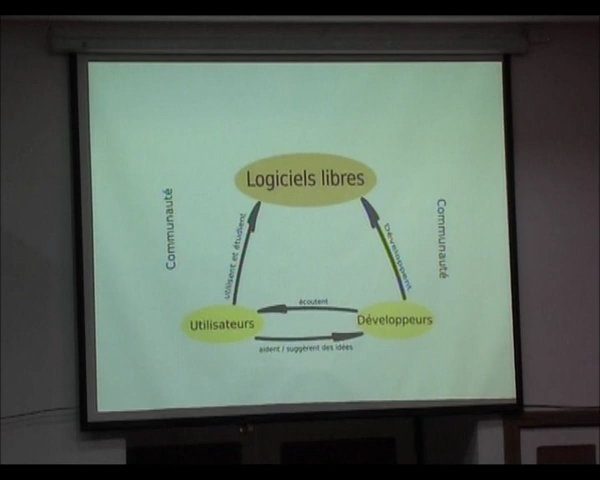 Logiciels libres
Communauté
utilisent et étudient
Développent
Communauté
écoutent
Utilisateurs
Développeurs
aident / suggèrent des idées